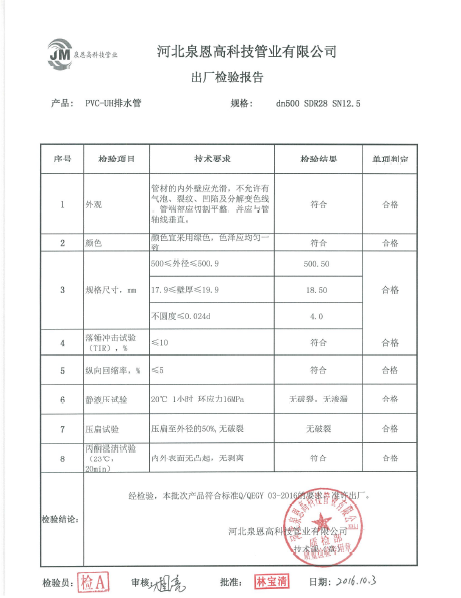 JM 泉恩高科技管业
河北泉恩高科技管业有限公司
出厂检验报告
产品: PVC-UH排水管 规格: dn500 SDR28 SN12.5
序号 检验项目 技术要求 检验结果 单项判定
1 外观 管材的内外壁应光滑,不允许有
气泡、裂纹、凹陷及分解变色线
管端部应切割平整,并应与管
轴线垂直。 符合 合格
2 颜色 颜色宜采用绿色,色泽应均匀一
致 符合 合格
3 规格尺寸,mm 500≤外径≤500.9 500.50 合格
17.9≤壁厚≤19.9 18.50
不圆度≤0.024d 4.0
4 落锤冲击试验
(TIR),% ≤10 符合 合格
5 纵向回缩率,% ≤5 符合 合格
6 静液压试验 20℃ 1小时 环应力16MPa 无破裂,无渗漏 合格
7 压扁试验 压扁至外径的50%,无破裂 无破裂 合格
8 丙酮浸渍试验
(23℃,
20min) 内外表面无凸起,无剥离 符合 合格
检验结论: 经检验,本批次产品符合标准Q/QEGY 03-2016的要求,准许出厂。
河北泉恩高科技管业有限公司
质检部
检验员: 检A 审核: 批准: 林宝清 日期: 2016.10.3